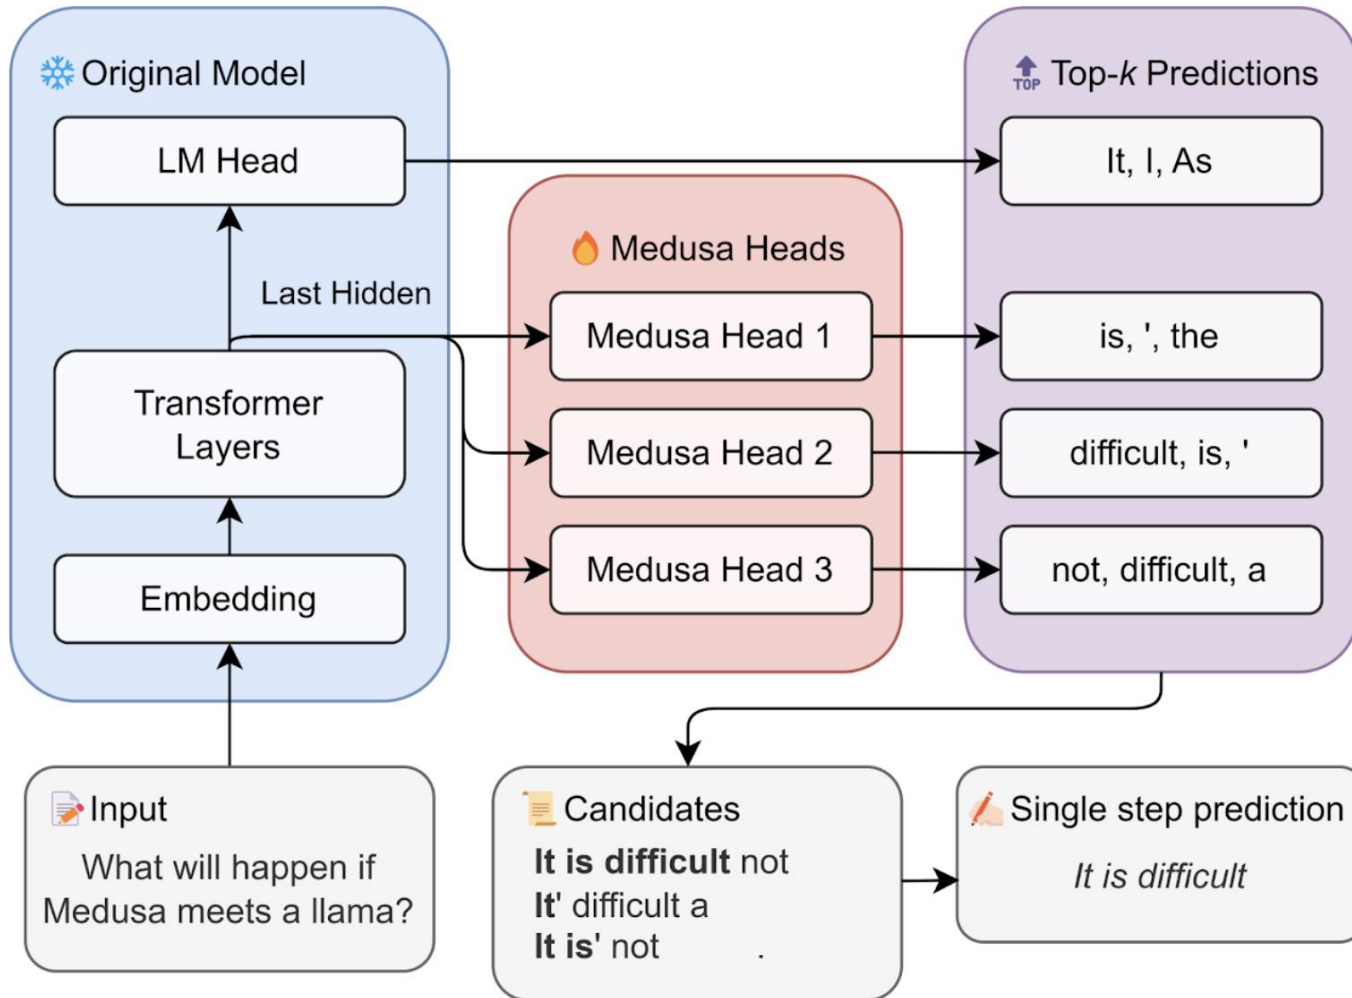 Original Model
LM Head
Last Hidden
Transformer
Layers
Embedding
Medusa Heads
Medusa Head 1
Medusa Head 2
Medusa Head 3
TOP
Top-k Predictions
It, I, As
is, ', the
difficult, is, '
not, difficult, a
Input
What will happen if
Medusa meets a llama?
Candidates
It is difficult not
It' difficult a
It is' not .
Single step prediction
It is difficult